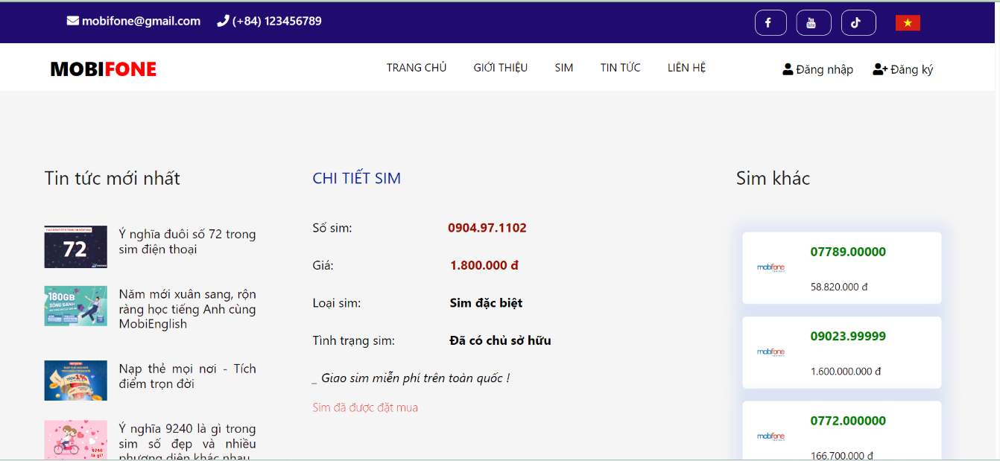 mobifone@gmail.com (+84) 123456789
MOBIFONE
TRANG CHỦ GIỚI THIỆU SIM TIN TỨC LIÊN HỆ
Đăng nhập Đăng ký
Tin tức mới nhất
72
Ý nghĩa đuôi số 72 trong
sim điện thoại
180GB
Năm mới xuân sang, rộn
ràng học tiếng Anh cùng
MobiEnglish
Nạp thẻ mọi nơi - Tích
điểm trọn đời
9240
là gì?
Ý nghĩa 9240 là gì trong
sim số đẹp và nhiều
phương diện khác nhau
CHI TIẾT SIM
Số sim: 0904.97.1102
Giá: 1.800.000 đ
Loại sim: Sim đặc biệt
Tình trạng sim: Đã có chủ sở hữu
_ Giao sim miễn phí trên toàn quốc !
Sim đã được đặt mua
Sim khác
mobifone
07789.00000
58.820.000 đ
mobifone
09023.99999
1.600.000.000 đ
mobifone
0772.000000
166.700.000 đ